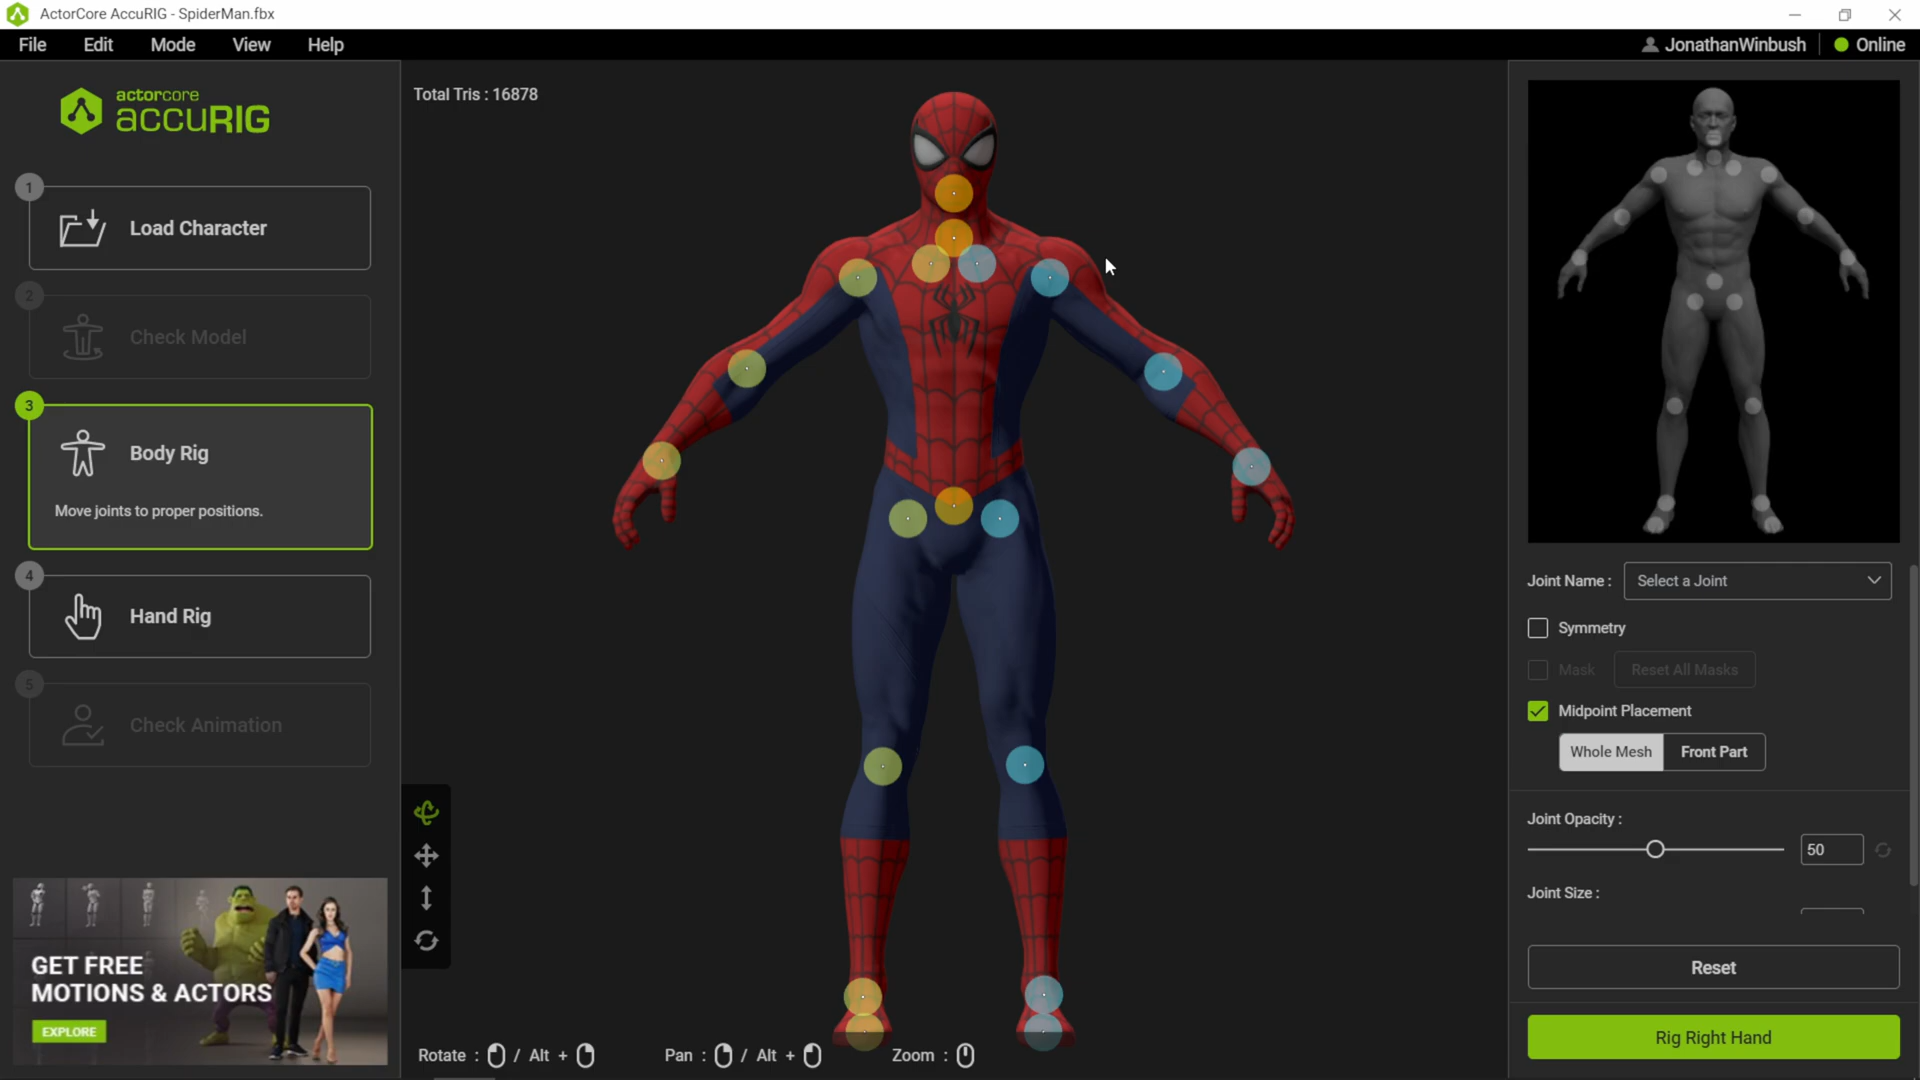 ActorCore AccuRIG - SpiderMan.fbx
File Edit Mode View Help
JonathanWinbush Online
actorcore
accuRIG
1
Load Character
2
Check Model
3
Body Rig
Move joints to proper positions.
4
Hand Rig
5
Check Animation
GET FREE
MOTIONS & ACTORS
EXPLORE
Total Tris : 16878
Rotate : / Alt + Pan : / Alt + Zoom :
Joint Name : Select a Joint
Symmetry
Mask Reset All Masks
Midpoint Placement
Whole Mesh Front Part
Joint Opacity :
50
Joint Size :
Reset
Rig Right Hand